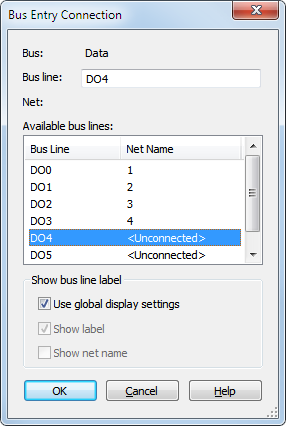 Bus Entry Connection
Bus: Data
Bus line: DO4
Net:
Available bus lines:
Bus Line Net Name
DO0 1
DO1 2
DO2 3
DO3 4
DO4 <Unconnected>
DO5 <Unconnected>
Show bus line label
Use global display settings
Show label
Show net name
OK Cancel Help